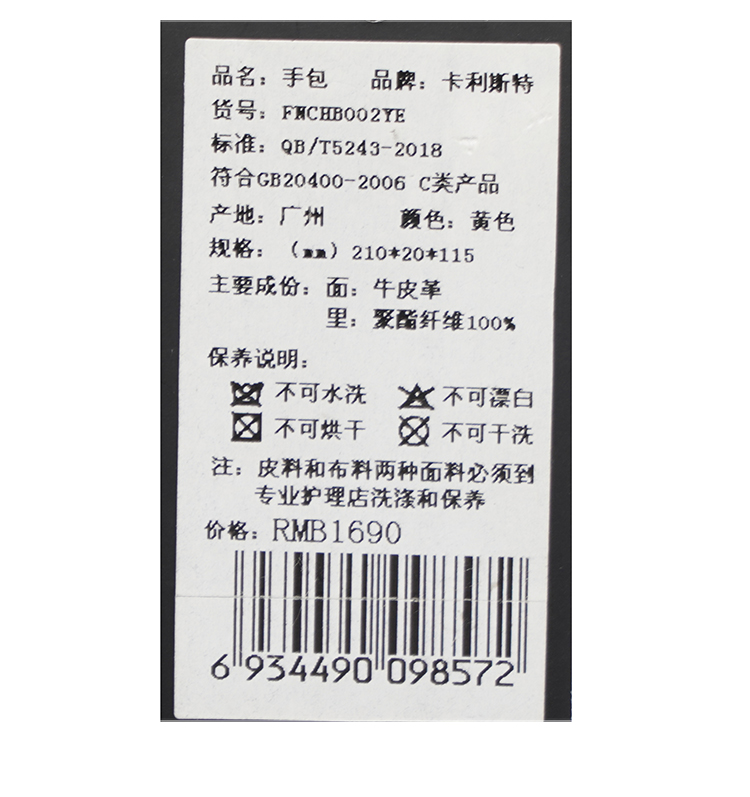 品名：手包 品牌：卡利斯特
货号：FWCHB002YE
标准：QB/T5243-2018
符合GB20400-2006 C类产品
产地：广州 颜色：黄色
规格：（mm）210*20*115
主要成份：面：牛皮革
里：聚酯纤维100%
保养说明：
不可水洗 不可漂白
不可烘干 不可干洗
注：皮料和布料两种面料必须到
专业护理店洗涤和保养
价格：RMB1690
6 934490 098572